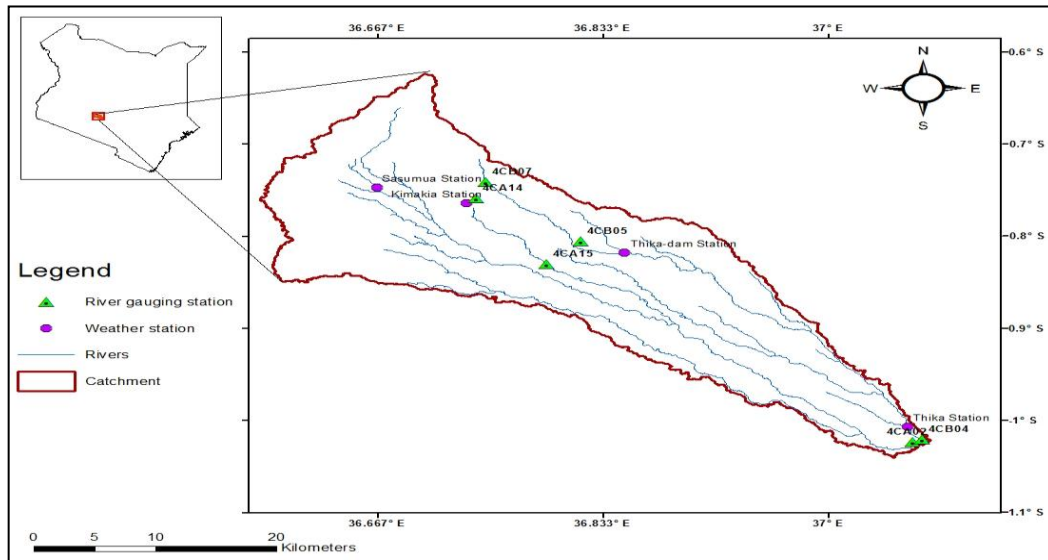 36.667° E 36.833° E 37° E
0.6° S
N
W E
S
-0.7° S
4CB07
Sasumua Station
4CA14
Kimakia Station
4CB05
-0.8° S
Thika-dam Station
4CA15
Legend
River gauging station
Weather station
Rivers
Catchment
-0.9° S
Thika Station
-1° S
4CA02 4CB04
-1.1° S
36.667° E 36.833° E 37° E
0 5 10 20
Kilometers